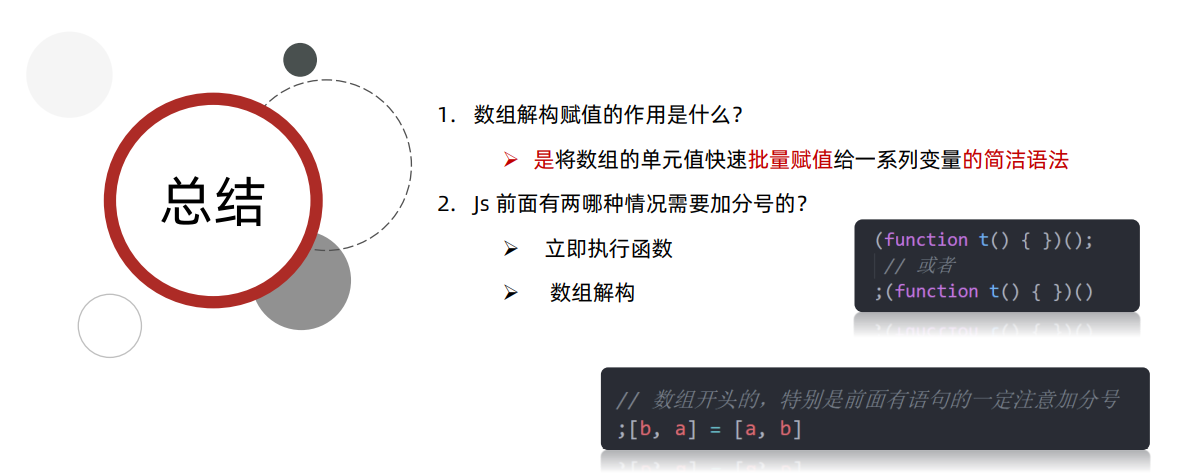 总结
1. 数组解构赋值的作用是什么？
➢ 是将数组的单元值快速批量赋值给一系列变量的简洁语法
2. Js 前面有两哪种情况需要加分号的？
➢ 立即执行函数
➢ 数组解构
(function t() { })();
// 或者
;(function t() { })()
// 数组开头的，特别是前面有语句的一定注意加分号
;[b, a] = [a, b]